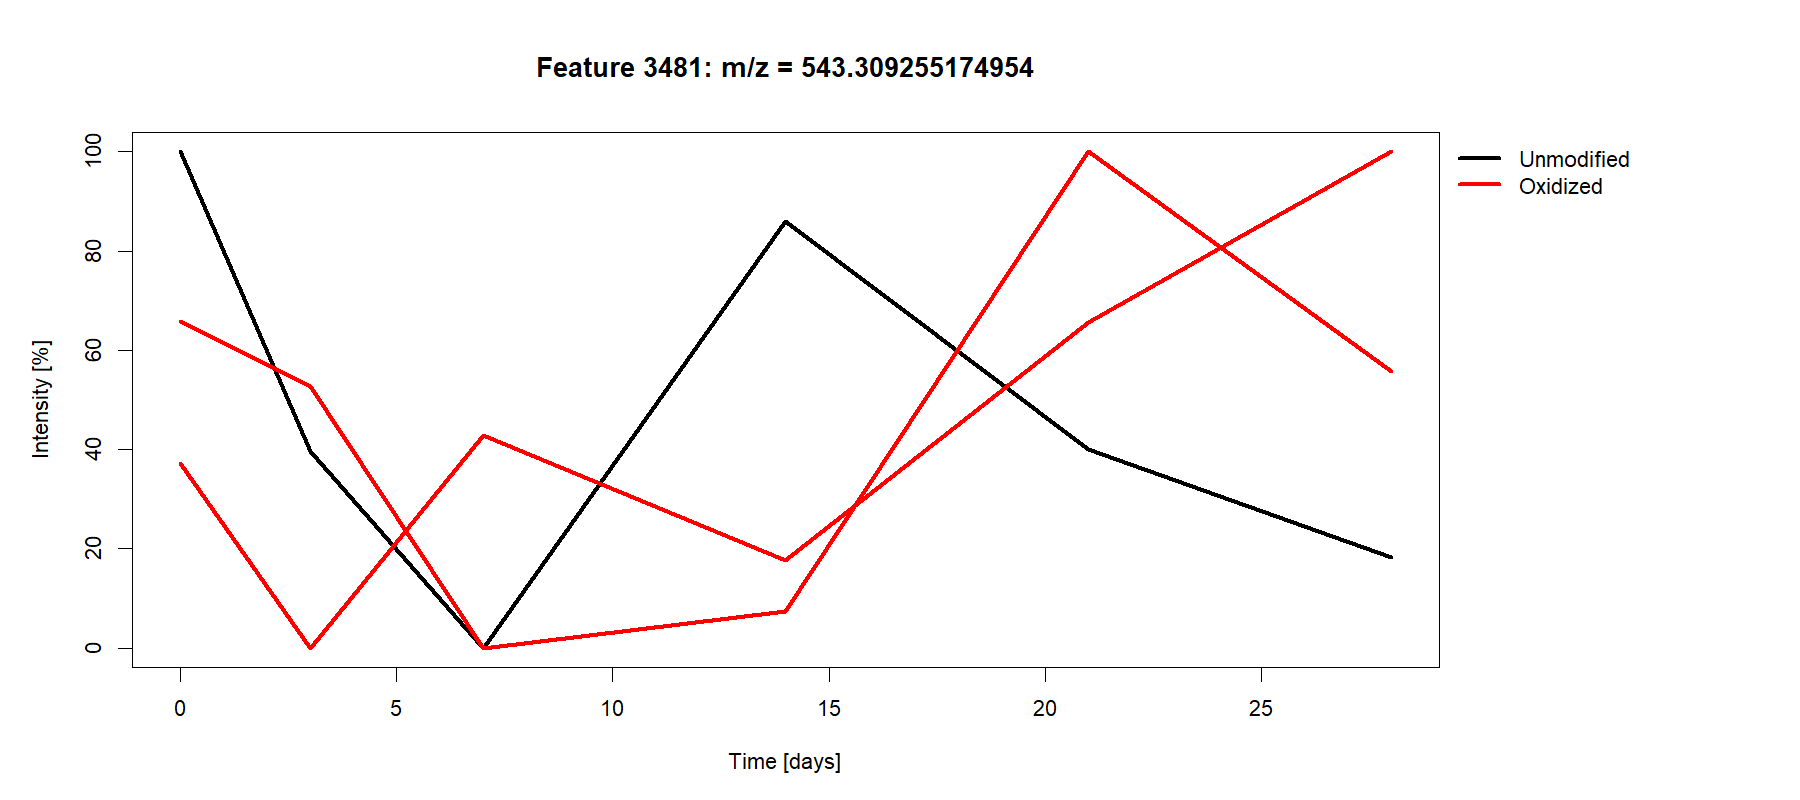 Feature 3481: m/z = 543.309255174954
Unmodified
Oxidized
Intensity [%]
100
80
60
40
20
0
0 5 10 15 20 25
Time [days]